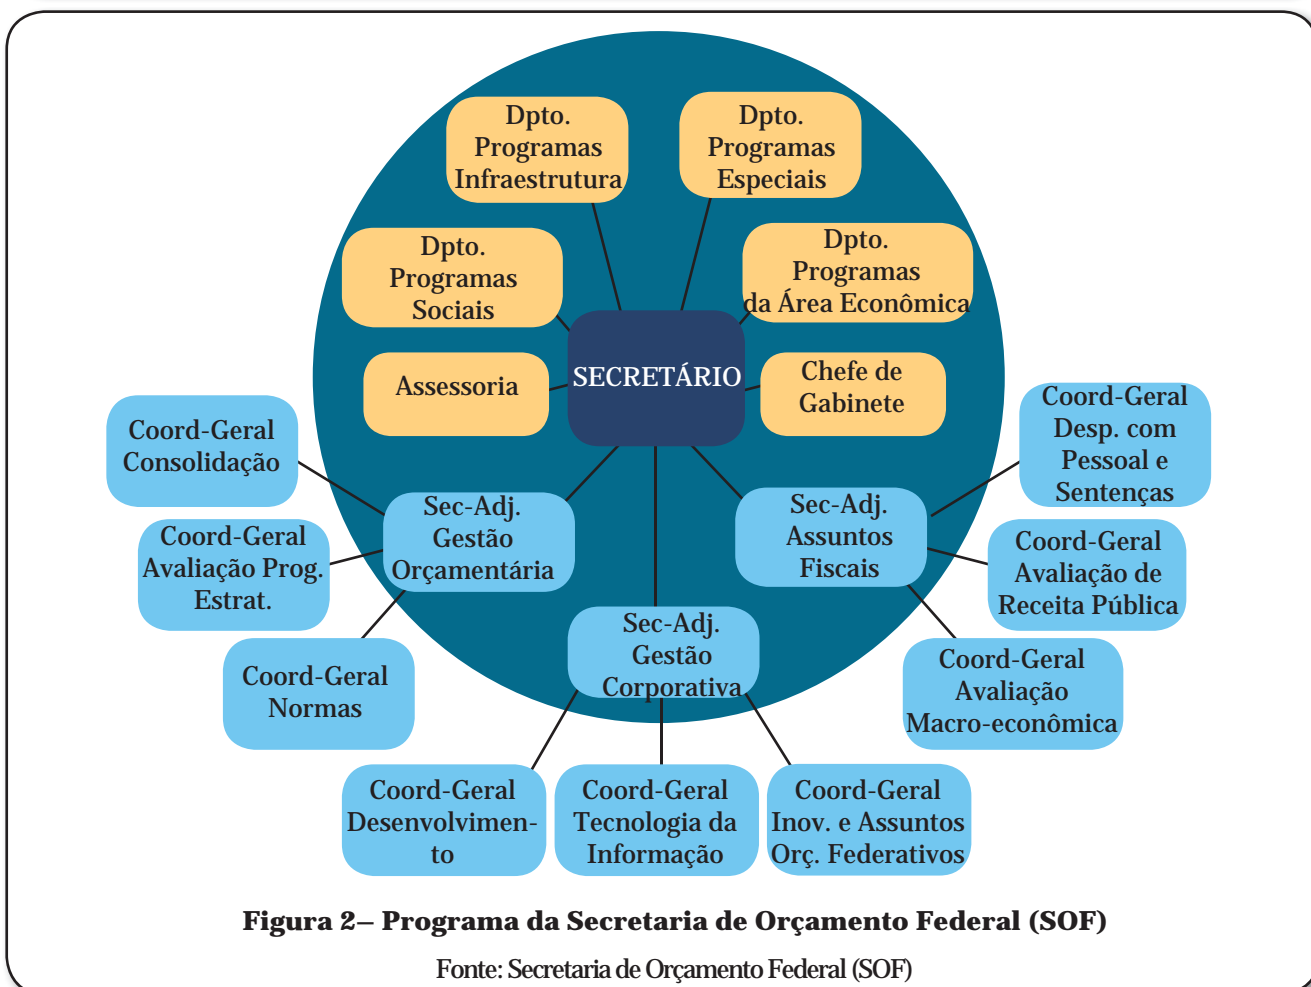 Dpto.
Programas
Infraestrutura
Dpto.
Programas
Especiais
Dpto.
Programas
Sociais
Dpto.
Programas
da Área Econômica
Assessoria
SECRETÁRIO
Chefe de
Gabinete
Coord-Geral
Consolidação
Coord-Geral
Avaliação Prog.
Estrat.
Coord-Geral
Normas
Sec-Adj.
Gestão
Orçamentária
Sec-Adj.
Gestão
Corporativa
Sec-Adj.
Assuntos
Fiscais
Coord-Geral
Desp. com
Pessoal e
Sentenças
Coord-Geral
Avaliação de
Receita Pública
Coord-Geral
Avaliação
Macro-econômica
Coord-Geral
Desenvolvimen-
to
Coord-Geral
Tecnologia da
Informação
Coord-Geral
Inov. e Assuntos
Orç. Federativos
Figura 2– Programa da Secretaria de Orçamento Federal (SOF)
Fonte: Secretaria de Orçamento Federal (SOF)